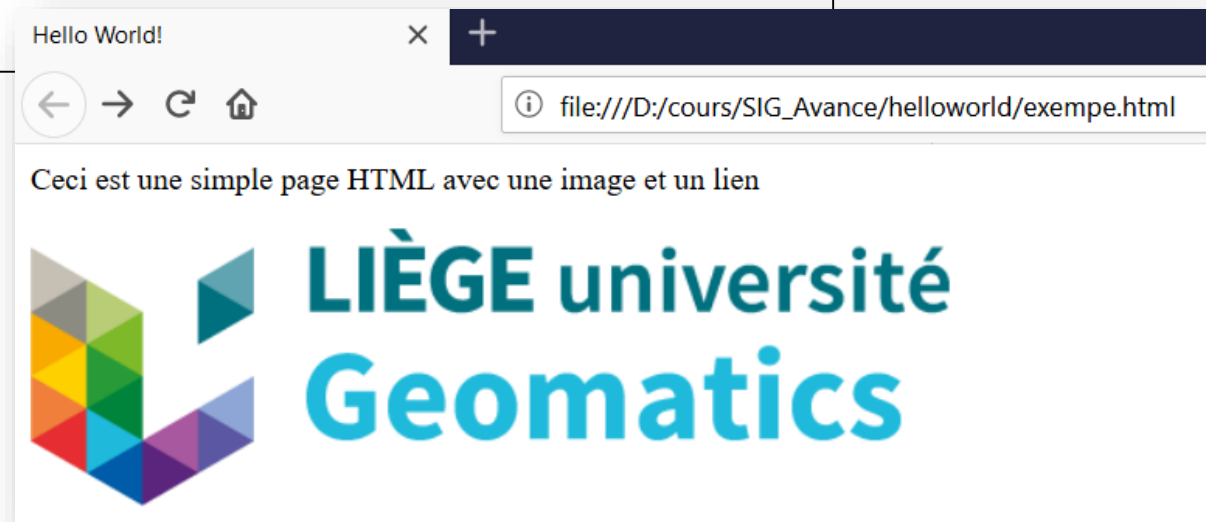 Hello World!
file:///D:/cours/SIG_Avance/helloworld/exempe.html
Ceci est une simple page HTML avec une image et un lien
LIÈGE université
Geomatics